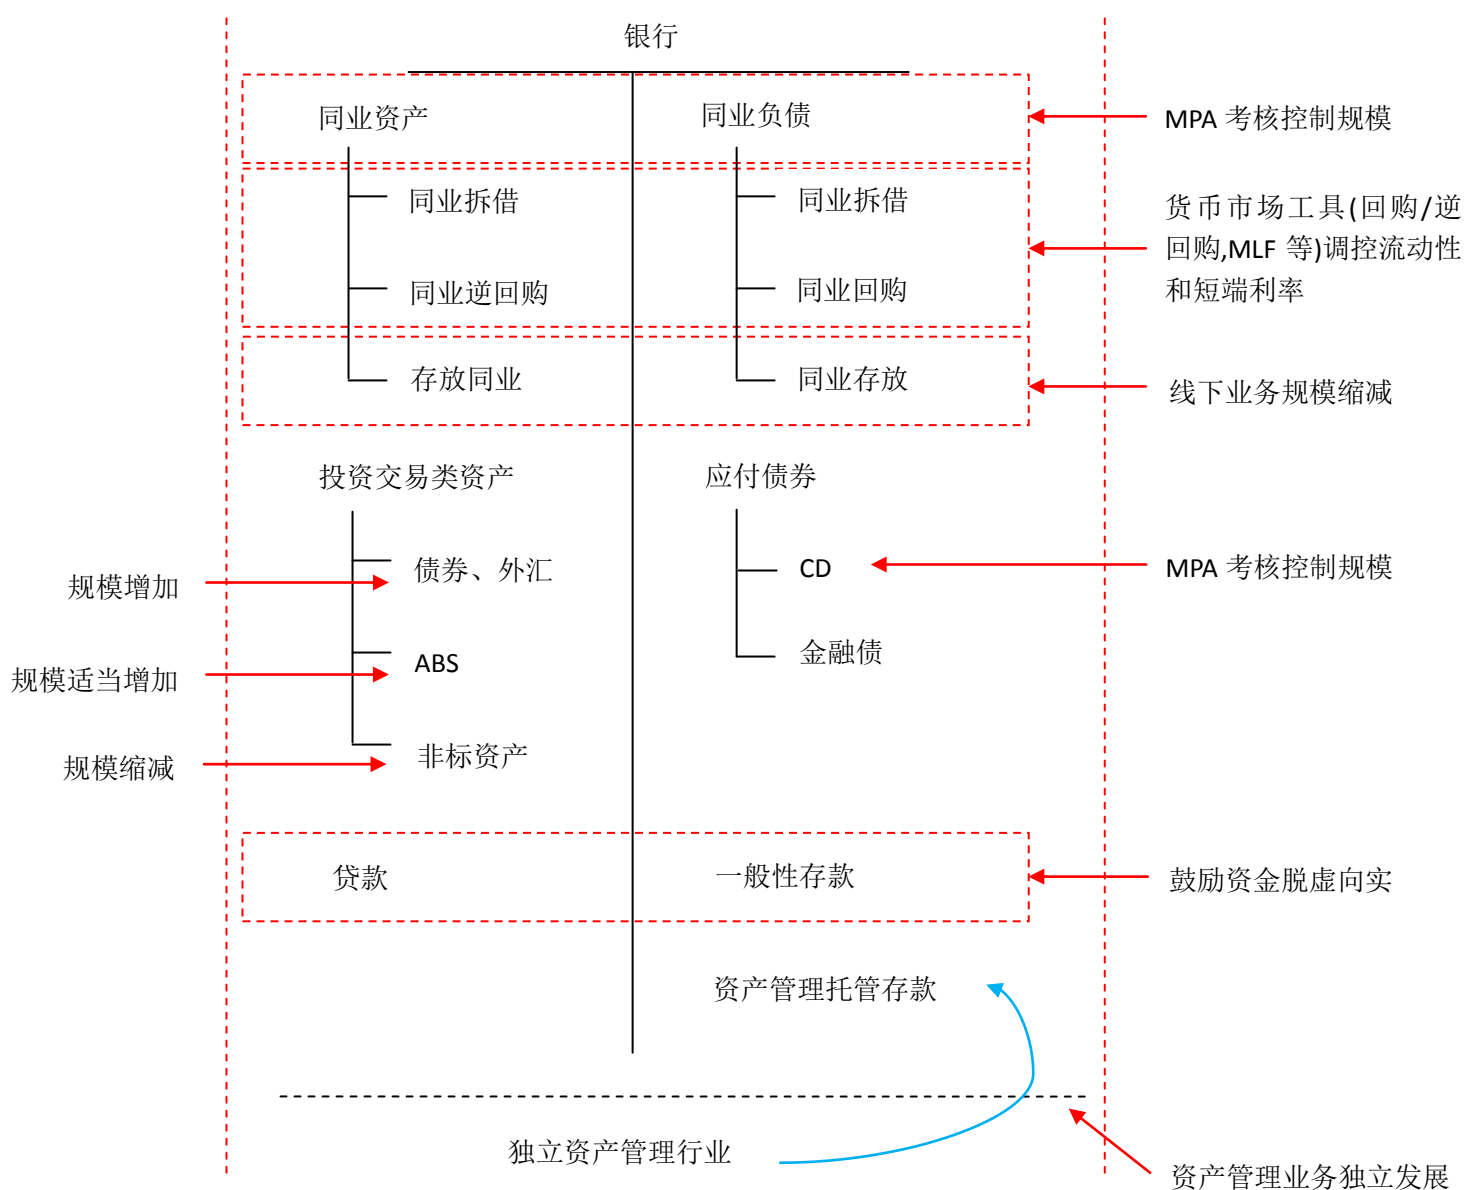 银行
同业资产
同业负债
MPA 考核控制规模
同业拆借
同业拆借
货币市场工具(回购/逆
回购,MLF 等)调控流动性
和短端利率
同业逆回购
同业回购
存放同业
同业存放
线下业务规模缩减
投资交易类资产
应付债券
规模增加
债券、外汇
CD
MPA 考核控制规模
规模适当增加
ABS
金融债
规模缩减
非标资产
贷款
一般性存款
鼓励资金脱虚向实
资产管理托管存款
独立资产管理行业
资产管理业务独立发展